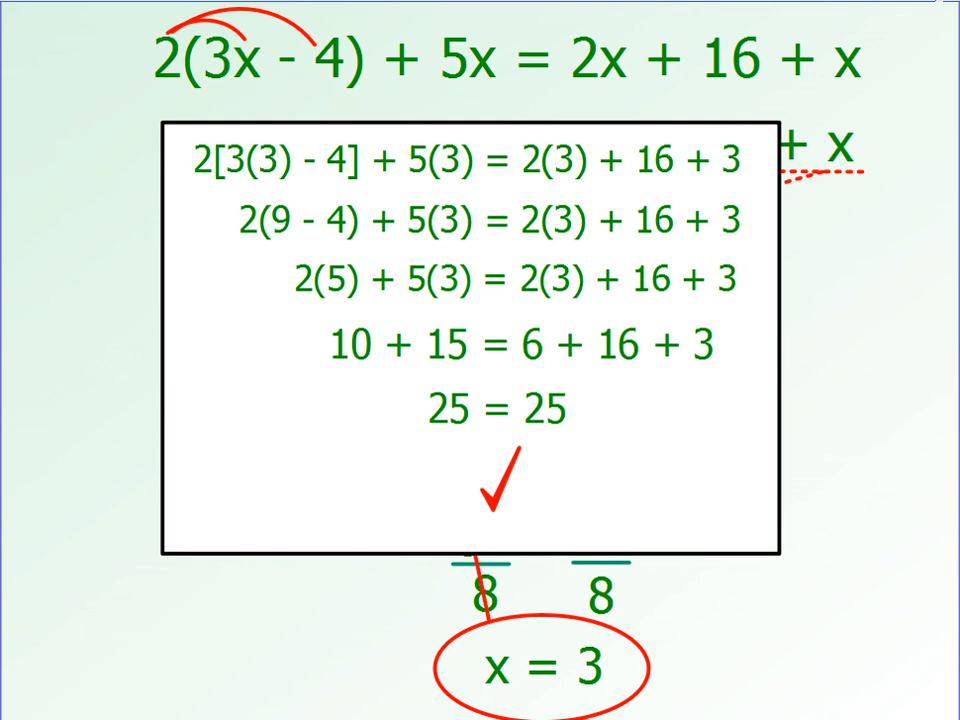 2(3x - 4) + 5x = 2x + 16 + x
+ x
2[3(3) - 4] + 5(3) = 2(3) + 16 + 3
2(9 - 4) + 5(3) = 2(3) + 16 + 3
2(5) + 5(3) = 2(3) + 16 + 3
10 + 15 = 6 + 16 + 3
25 = 25
8 8
x = 3